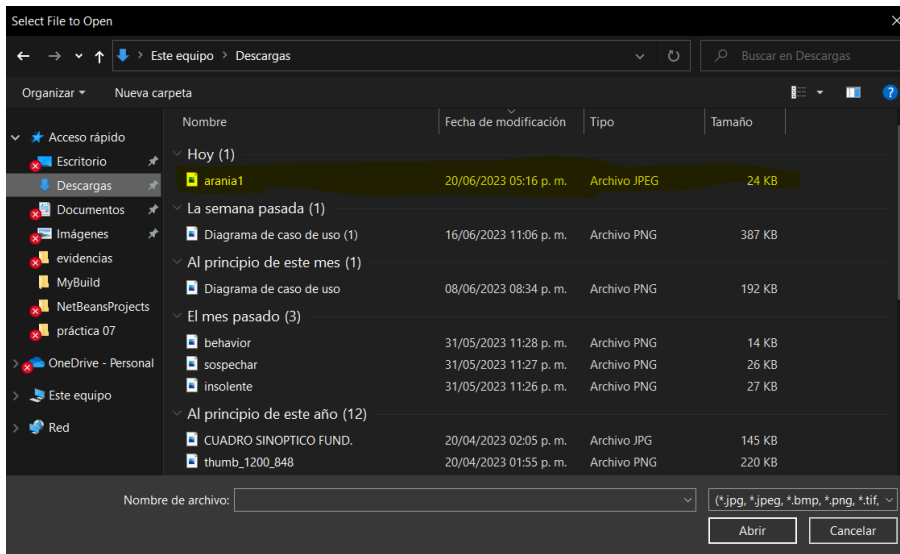 Select File to Open
Este equipo > Descargas
Buscar en Descargas
Organizar Nueva carpeta
Nombre Fecha de modificación Tipo Tamaño
Acceso rápido
Escritorio
Descargas
Documentos
Imágenes
evidencias
MyBuild
NetBeansProjects
práctica 07
OneDrive - Personal
Este equipo
Red
Hoy (1)
arania1 20/06/2023 05:16 p. m. Archivo JPEG 24 KB
La semana pasada (1)
Diagrama de caso de uso (1) 16/06/2023 11:06 p. m. Archivo PNG 387 KB
Al principio de este mes (1)
Diagrama de caso de uso 08/06/2023 08:34 p. m. Archivo PNG 192 KB
El mes pasado (3)
behavior 31/05/2023 11:28 p. m. Archivo PNG 14 KB
sospechar 31/05/2023 11:27 p. m. Archivo PNG 26 KB
insolente 31/05/2023 11:26 p. m. Archivo PNG 27 KB
Al principio de este año (12)
CUADRO SINOPTICO FUND. 20/04/2023 02:05 p. m. Archivo JPG 145 KB
thumb_1200_848 20/04/2023 01:55 p. m. Archivo PNG 220 KB
Nombre de archivo: (*.jpg, *.jpeg, *.bmp, *.png, *.tif,
Abrir Cancelar